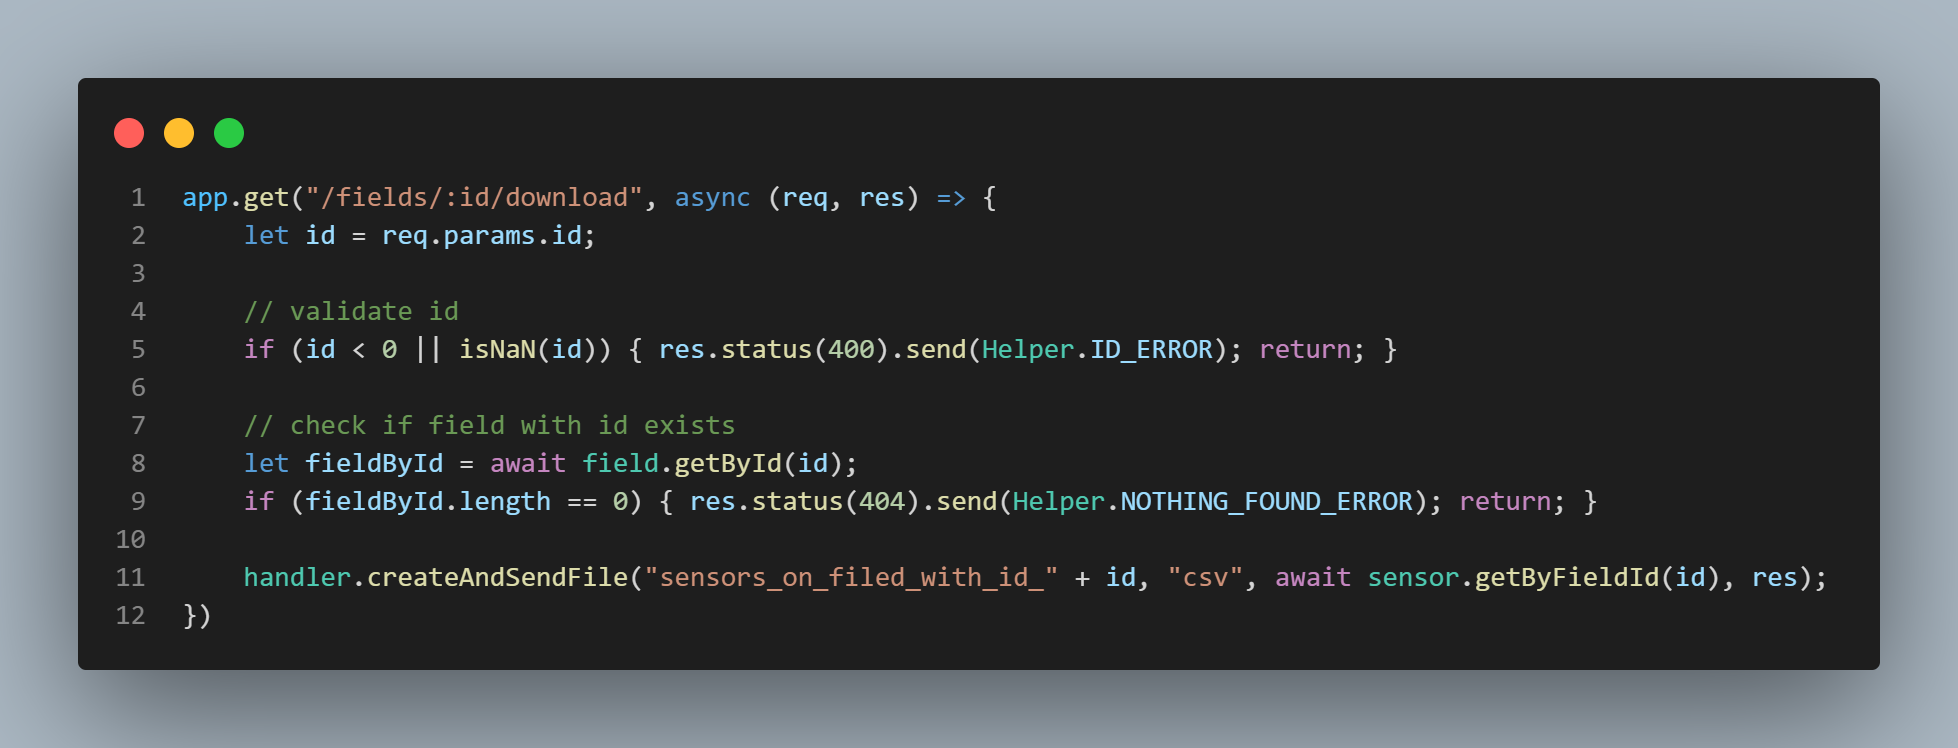 1 app.get("/fields/:id/download", async (req, res) => {
2     let id = req.params.id;
3
4     // validate id
5     if (id < 0 || isNaN(id)) { res.status(400).send(Helper.ID_ERROR); return; }
6
7     // check if field with id exists
8     let fieldById = await field.getById(id);
9     if (fieldById.length == 0) { res.status(404).send(Helper.NOTHING_FOUND_ERROR); return; }
10
11     handler.createAndSendFile("sensors_on_filed_with_id_" + id, "csv", await sensor.getByFieldId(id), res);
12 })